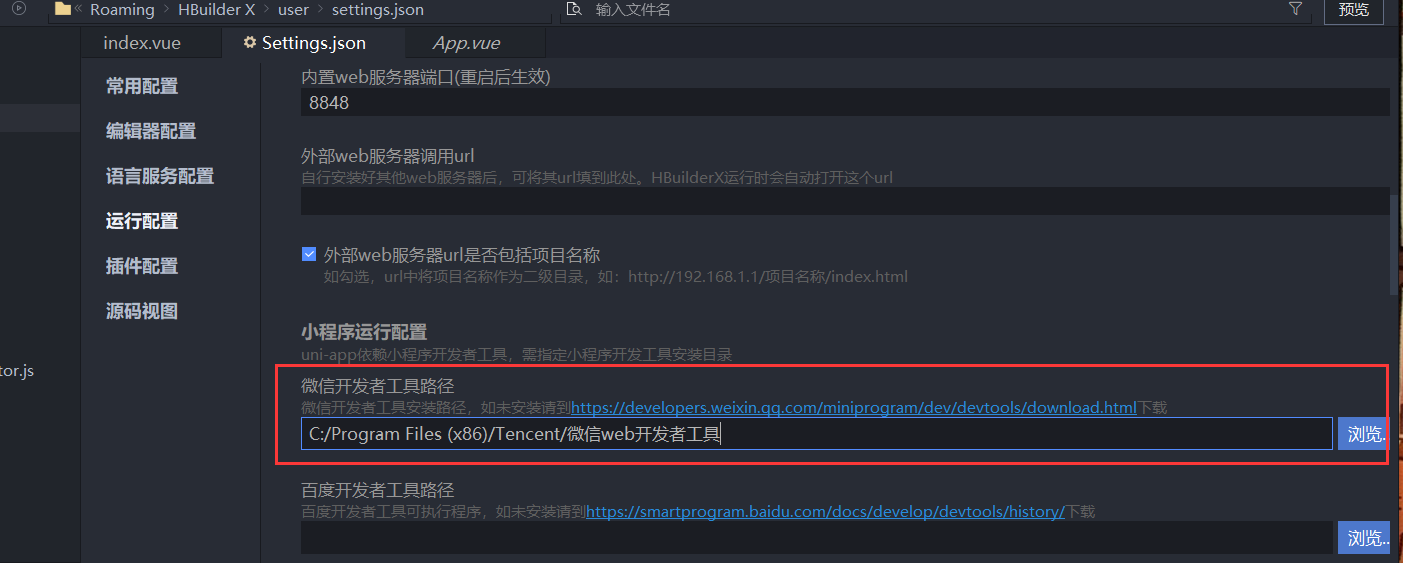 Roaming > HBuilder X > user > settings.json
输入文件名
预览
index.vue
Settings.json
App.vue
常用配置
编辑器配置
语言服务配置
运行配置
插件配置
源码视图
tor.js
内置web服务器端口(重启后生效)
8848
外部web服务器调用url
自行安装好其他web服务器后，可将其url填到此处。HBuilderX运行时会自动打开这个url
外部web服务器url是否包括项目名称
如勾选，url中将项目名称作为二级目录，如：http://192.168.1.1/项目名称/index.html
小程序运行配置
uni-app依赖小程序开发者工具，需指定小程序开发工具安装目录
微信开发者工具路径
微信开发者工具安装路径，如未安装请到https://developers.weixin.qq.com/miniprogram/dev/devtools/download.html下载
C:/Program Files (x86)/Tencent/微信web开发者工具
浏览..
百度开发者工具路径
百度开发者工具可执行程序，如未安装请到https://smartprogram.baidu.com/docs/develop/devtools/history/下载
浏览..